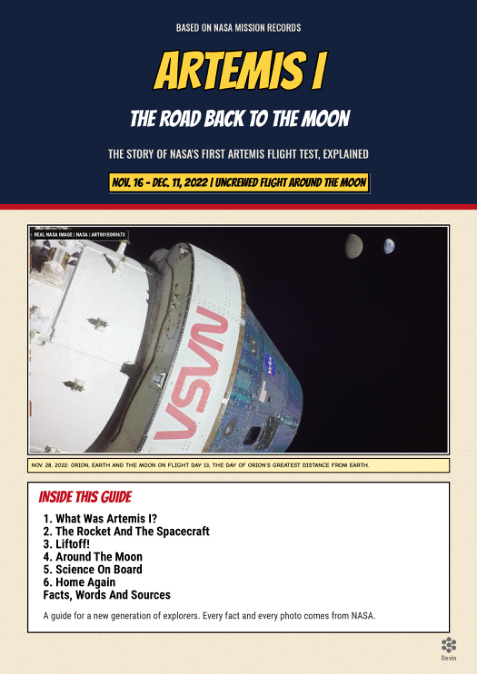 BASED ON NASA MISSION RECORDS
ARTEMIS I
THE ROAD BACK TO THE MOON
THE STORY OF NASA'S FIRST ARTEMIS FLIGHT TEST, EXPLAINED
NOV. 16 – DEC. 11, 2022 | UNCREWED FLIGHT AROUND THE MOON
REAL NASA IMAGE | NASA | ART001E000673
NASA
NOV. 28, 2022: ORION, EARTH AND THE MOON ON FLIGHT DAY 13, THE DAY OF ORION'S GREATEST DISTANCE FROM EARTH.
INSIDE THIS GUIDE
1. What Was Artemis I?
2. The Rocket And The Spacecraft
3. Liftoff!
4. Around The Moon
5. Science On Board
6. Home Again
Facts, Words And Sources
A guide for a new generation of explorers. Every fact and every photo comes from NASA.
Devin